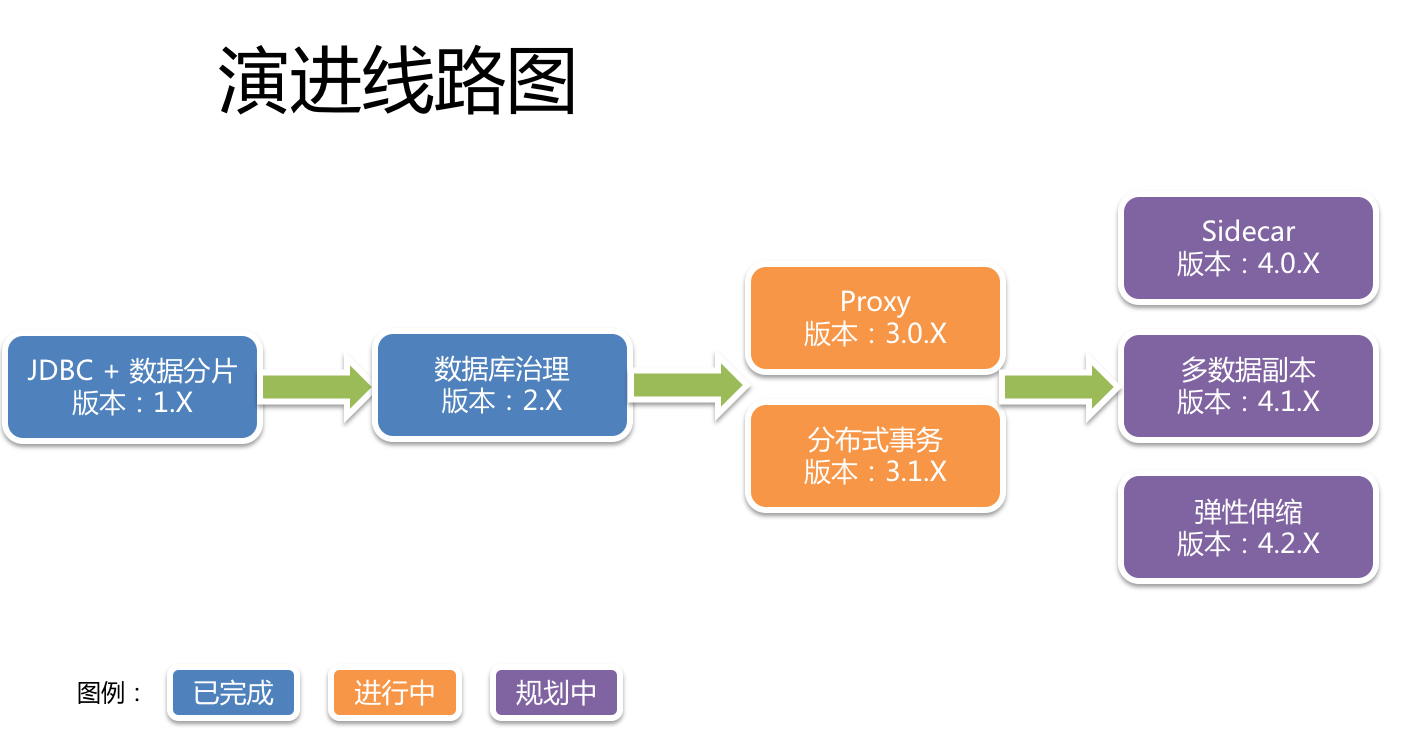 演进线路图
JDBC + 数据分片
版本：1.X
数据库治理
版本：2.X
Proxy
版本：3.0.X
分布式事务
版本：3.1.X
Sidecar
版本：4.0.X
多数据副本
版本：4.1.X
弹性伸缩
版本：4.2.X
图例：
已完成
进行中
规划中